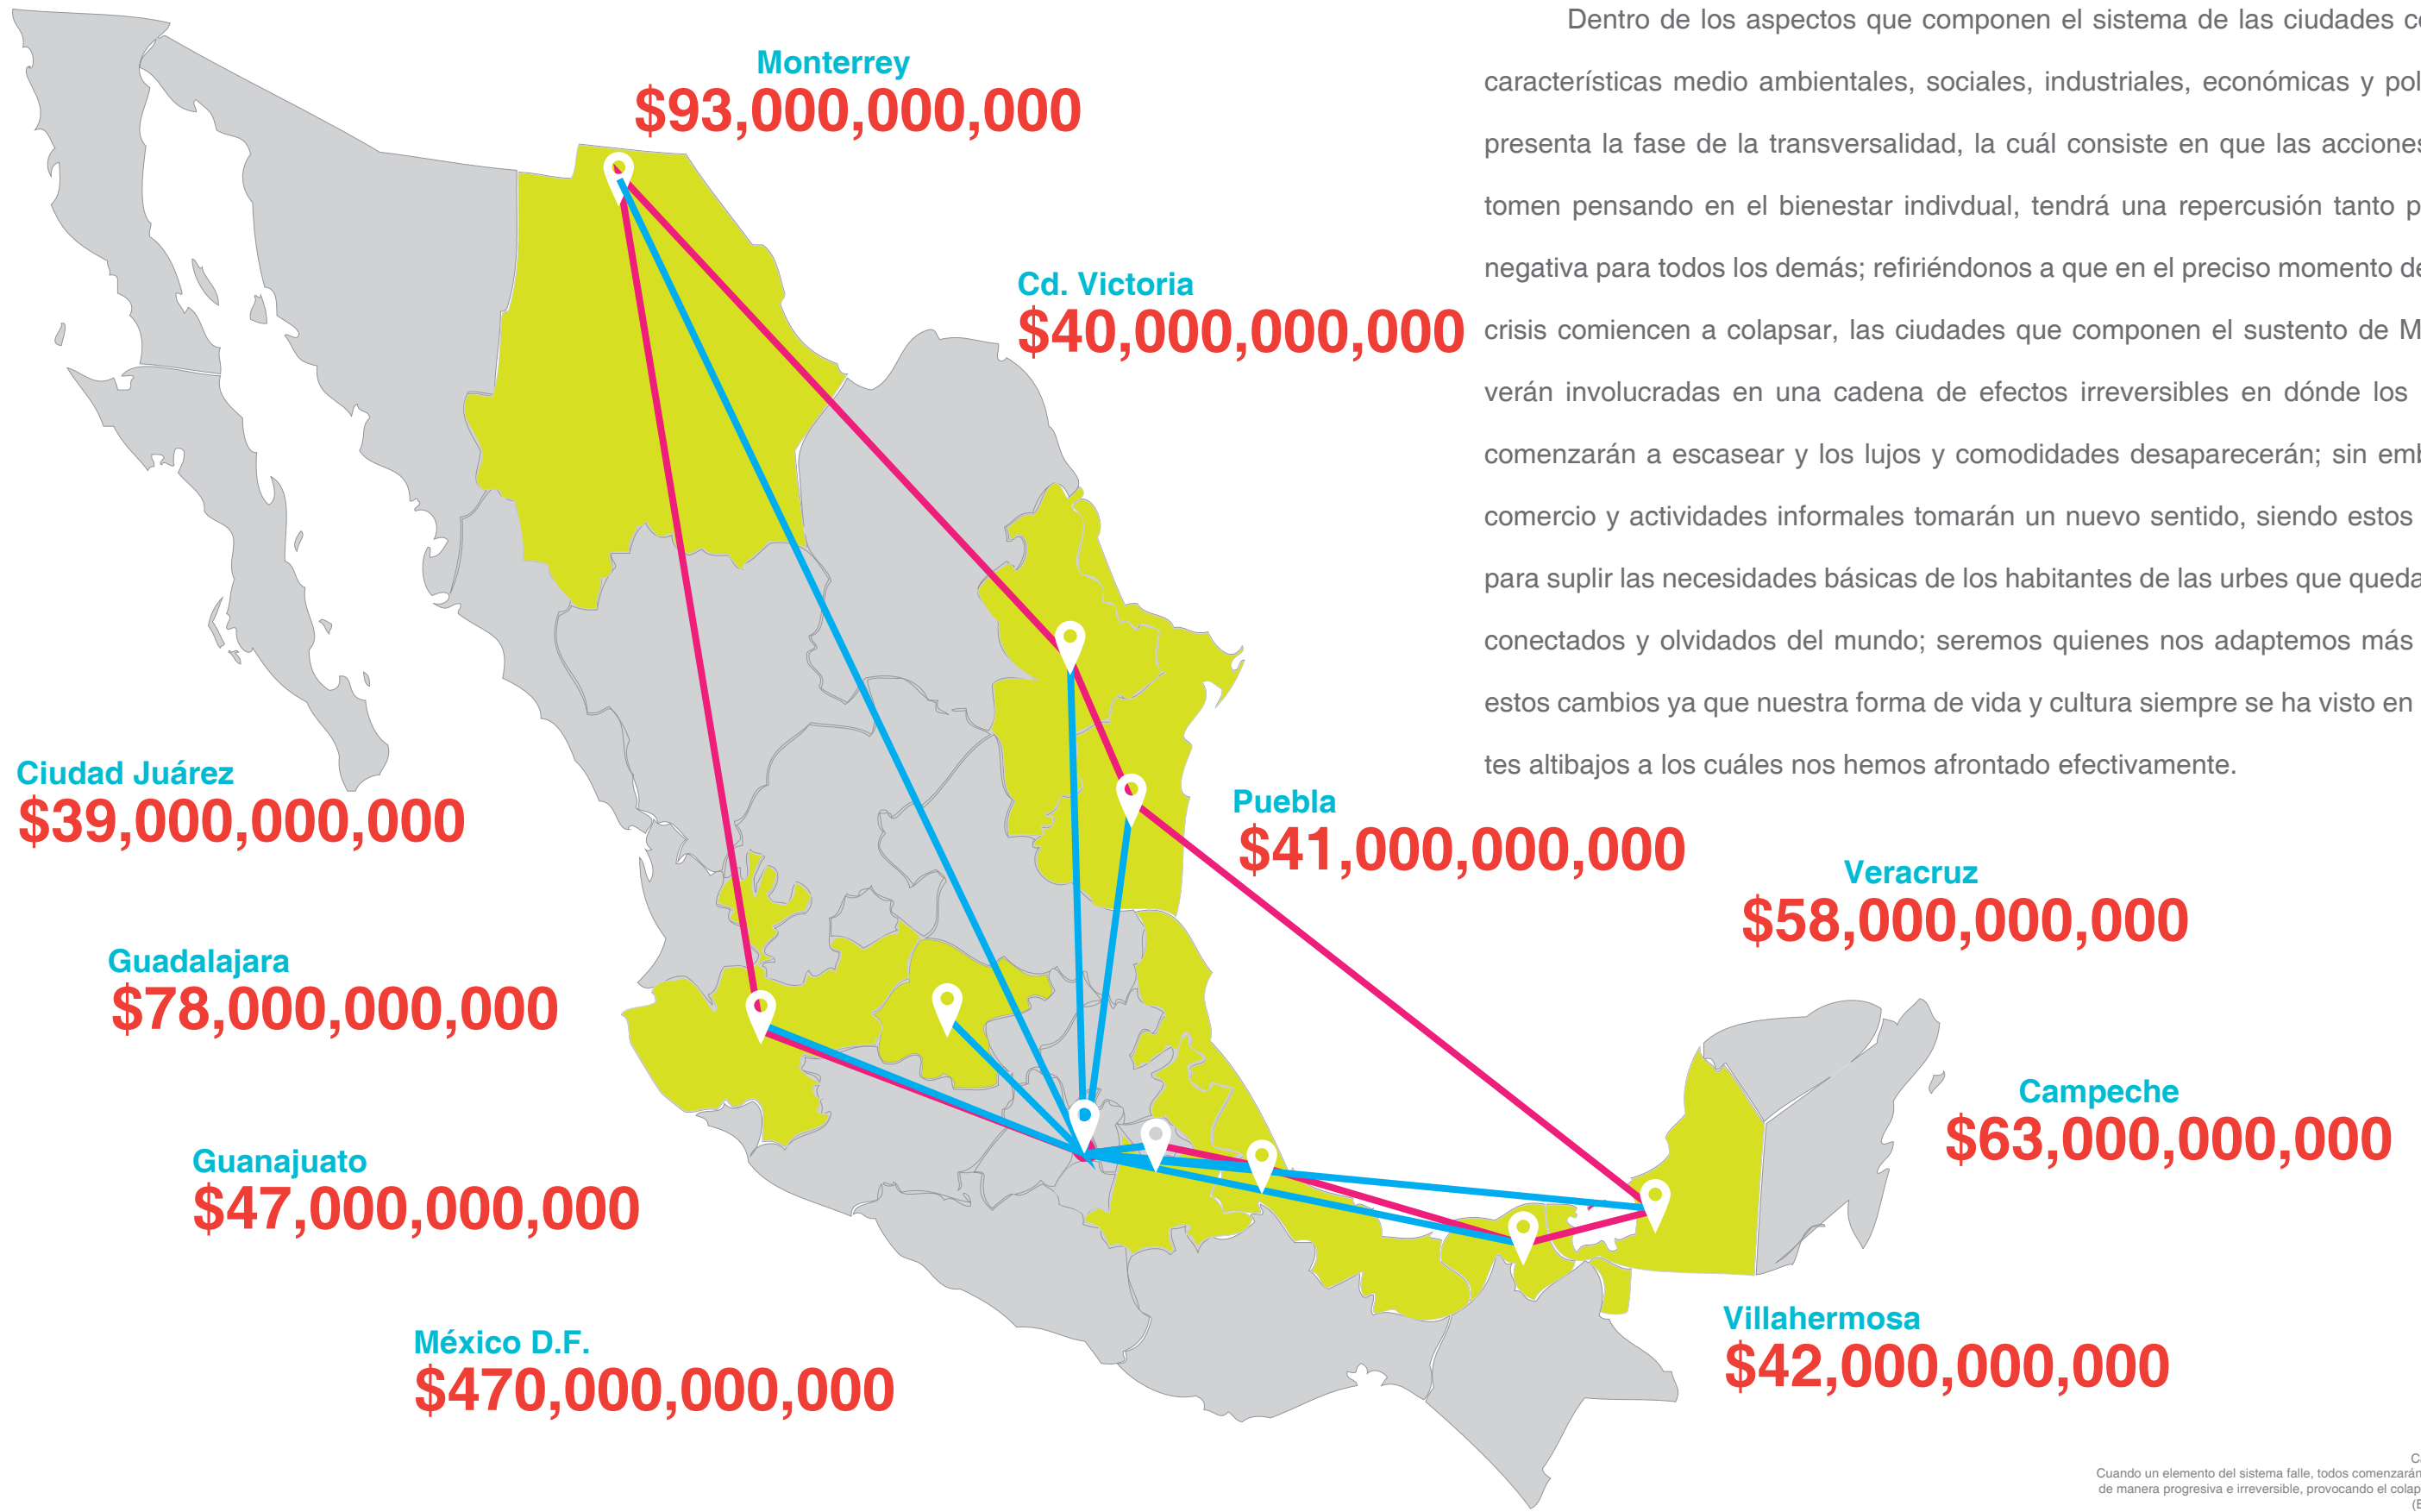 Dentro de los aspectos que componen el sistema de las ciudades
características medio ambientales, sociales, industriales, económicas y
presenta la fase de la transversalidad, la cuál consiste en que las acciones
tomen pensando en el bienestar indivdual, tendrá una repercusión tanto
negativa para todos los demás; refiriéndonos a que en el preciso momento
crisis comiencen a colapsar, las ciudades que componen el sustento de
verán involucradas en una cadena de efectos irreversibles en dónde los
comenzarán a escasear y los lujos y comodidades desaparecerán; sin
comercio y actividades informales tomarán un nuevo sentido, siendo estos
para suplir las necesidades básicas de los habitantes de las urbes que
conectados y olvidados del mundo; seremos quienes nos adaptemos más
estos cambios ya que nuestra forma de vida y cultura siempre se ha visto en
tes altibajos a los cuáles nos hemos afrontado efectivamente.
Monterrey
$93,000,000,000
Cd. Victoria
$40,000,000,000
Ciudad Juárez
$39,000,000,000
Puebla
$41,000,000,000
Veracruz
$58,000,000,000
Guadalajara
$78,000,000,000
Campeche
$63,000,000,000
Guanajuato
$47,000,000,000
Villahermosa
$42,000,000,000
México D.F.
$470,000,000,000
Cuando un elemento del sistema falle, todos comenzarán
de manera progresiva e irreversible, provocando el